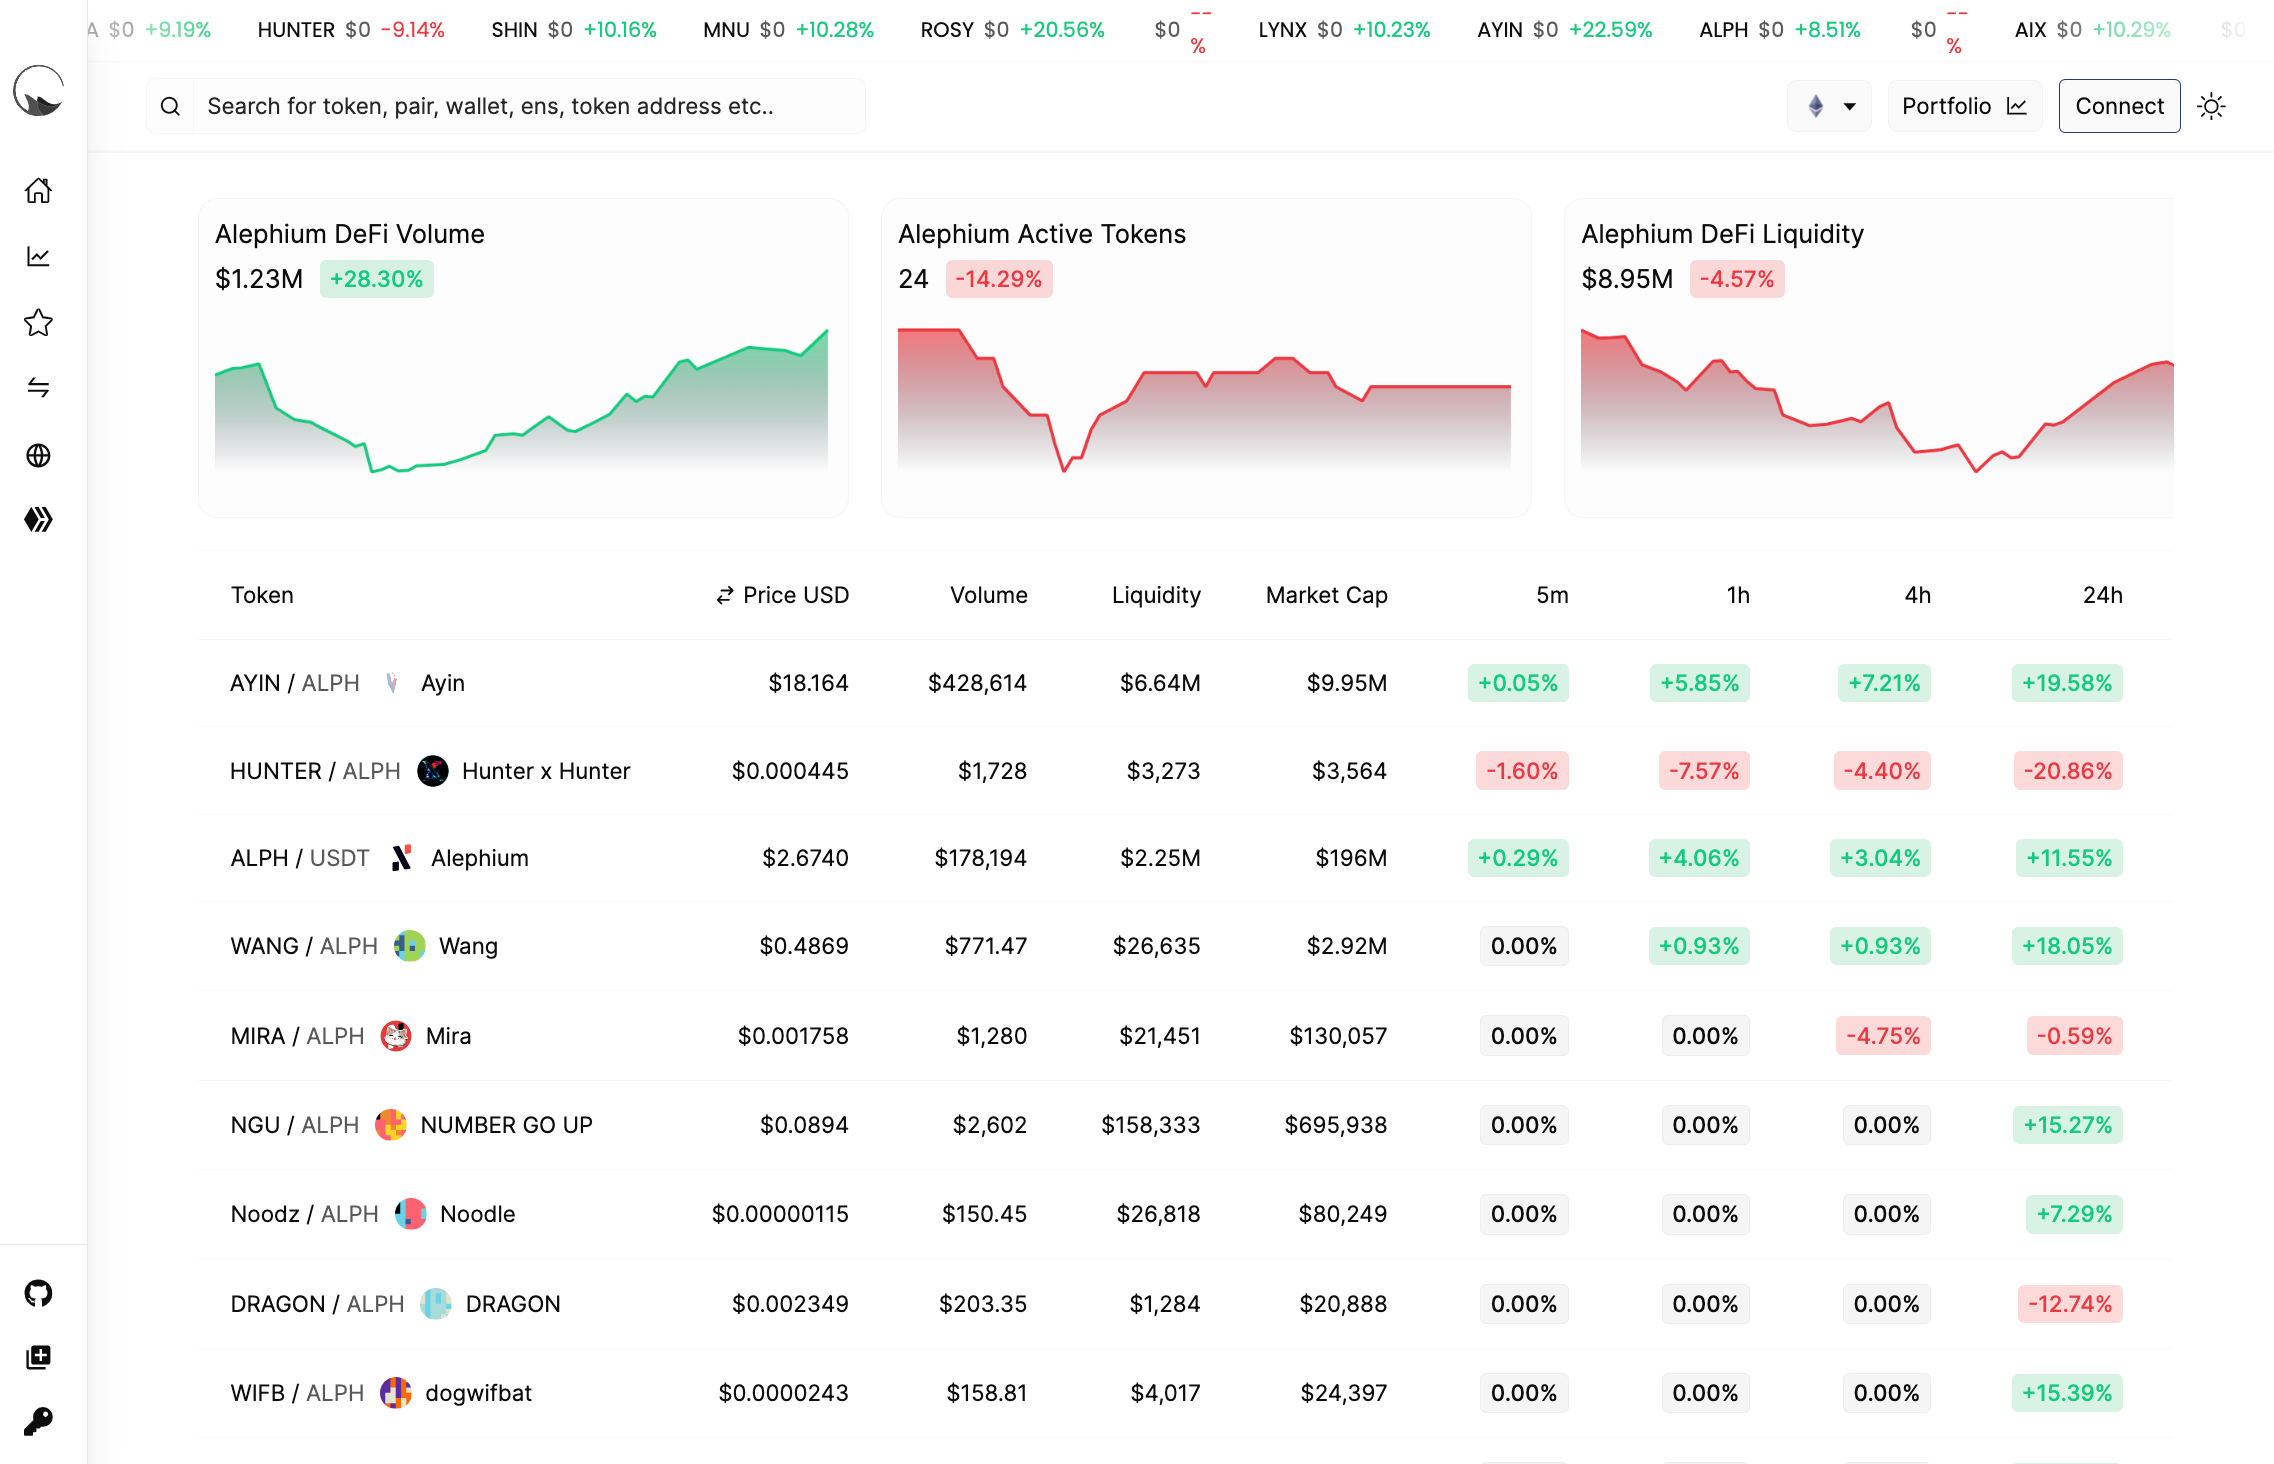 A $0 +9.19% HUNTER $0 -9.14% SHIN $0 +10.16% MNU $0 +10.28% ROSY $0 +20.56% $0 --% LYNX $0 +10.23% AYIN $0 +22.59% ALPH $0 +8.51% $0 --% AIX $0 +10.29% $0
Search for token, pair, wallet, ens, token address etc.. Portfolio Connect
Alephium DeFi Volume
$1.23M +28.30%
Alephium Active Tokens
24 -14.29%
Alephium DeFi Liquidity
$8.95M -4.57%
Token Price USD Volume Liquidity Market Cap 5m 1h 4h 24h
AYIN / ALPH Ayin $18.164 $428,614 $6.64M $9.95M +0.05% +5.85% +7.21% +19.58%
HUNTER / ALPH Hunter x Hunter $0.000445 $1,728 $3,273 $3,564 -1.60% -7.57% -4.40% -20.86%
ALPH / USDT Alephium $2.6740 $178,194 $2.25M $196M +0.29% +4.06% +3.04% +11.55%
WANG / ALPH Wang $0.4869 $771.47 $26,635 $2.92M 0.00% +0.93% +0.93% +18.05%
MIRA / ALPH Mira $0.001758 $1,280 $21,451 $130,057 0.00% 0.00% -4.75% -0.59%
NGU / ALPH NUMBER GO UP $0.0894 $2,602 $158,333 $695,938 0.00% 0.00% 0.00% +15.27%
Noodz / ALPH Noodle $0.00000115 $150.45 $26,818 $80,249 0.00% 0.00% 0.00% +7.29%
DRAGON / ALPH DRAGON $0.002349 $203.35 $1,284 $20,888 0.00% 0.00% 0.00% -12.74%
WIFB / ALPH dogwifbat $0.0000243 $158.81 $4,017 $24,397 0.00% 0.00% 0.00% +15.39%